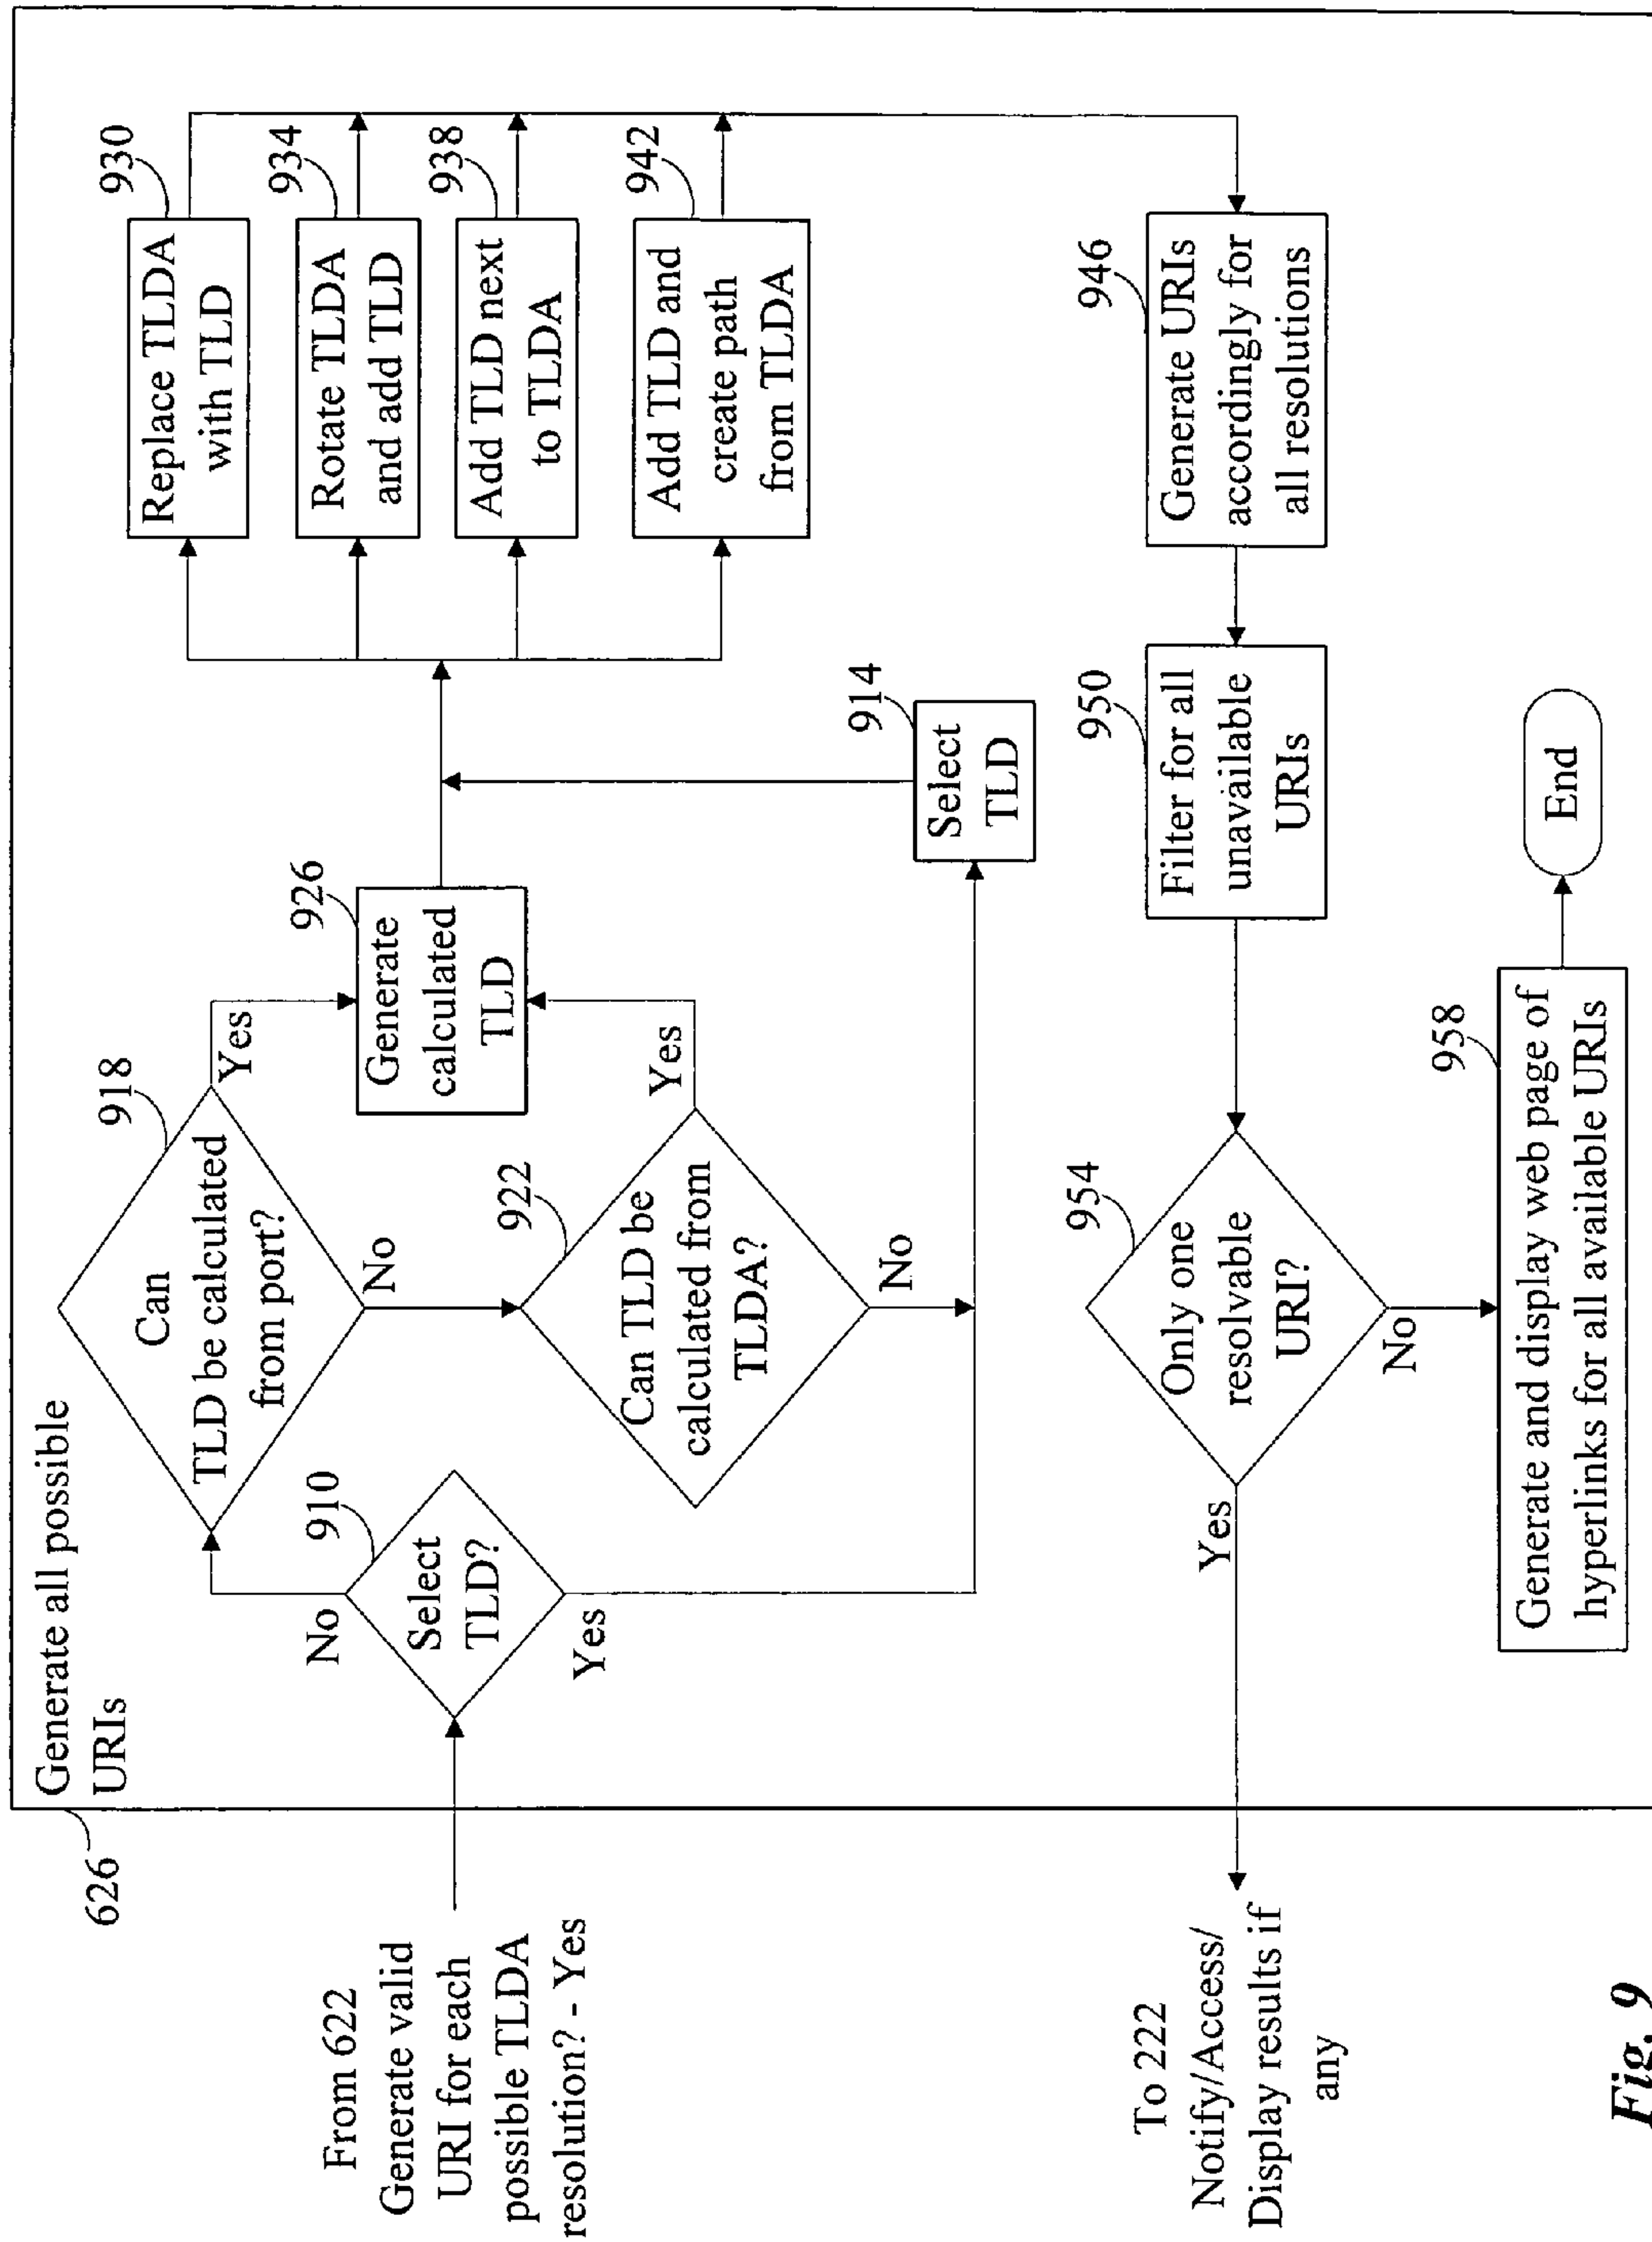 626
Generate all possible
URIs
From 622
Generate valid
URI for each
possible TLDA
resolution? - Yes
910
Select
TLD?
No
Yes
918
Can
TLD be calculated
from port?
Yes
No
922
Can TLD be
calculated from
TLDA?
Yes
No
926
Generate
calculated
TLD
914
Select
TLD
930
Replace TLDA
with TLD
934
Rotate TLDA
and add TLD
938
Add TLD next
to TLDA
942
Add TLD and
create path
from TLDA
946
Generate URIs
accordingly for
all resolutions
950
Filter for all
unavailable
URIs
954
Only one
resolvable
URI?
Yes
No
To 222
Notify/Access/
Display results if
any
958
Generate and display web page of
hyperlinks for all available URIs
End
Fig. 9